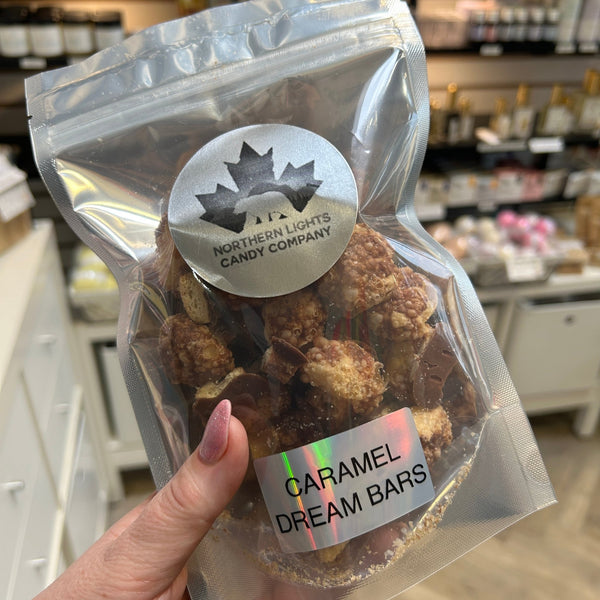 NORTHERN LIGHTS
CANDY COMPANY
CARAMEL
DREAM BARS